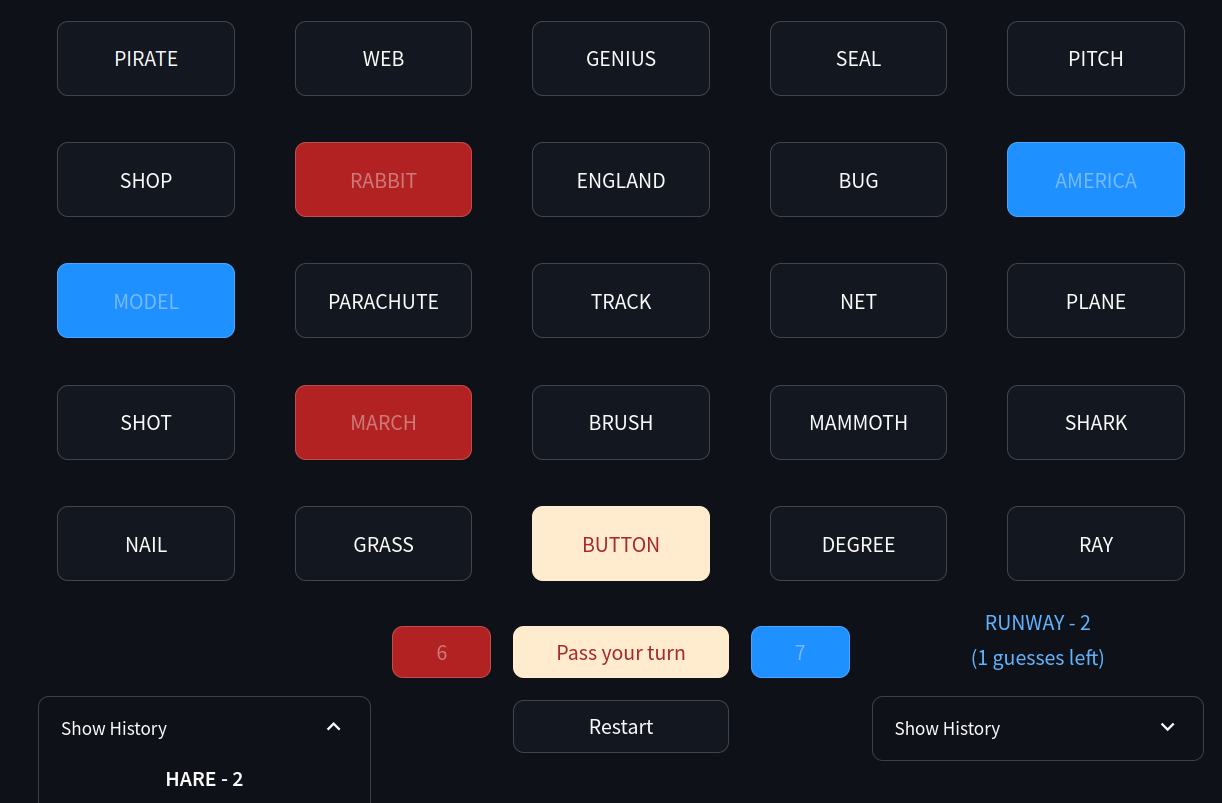 PIRATE WEB GENIUS SEAL PITCH
SHOP RABBIT ENGLAND BUG AMERICA
MODEL PARACHUTE TRACK NET PLANE
SHOT MARCH BRUSH MAMMOTH SHARK
NAIL GRASS BUTTON DEGREE RAY
6 Pass your turn 7 RUNWAY - 2
(1 guesses left)
Show History Restart Show History
HARE - 2